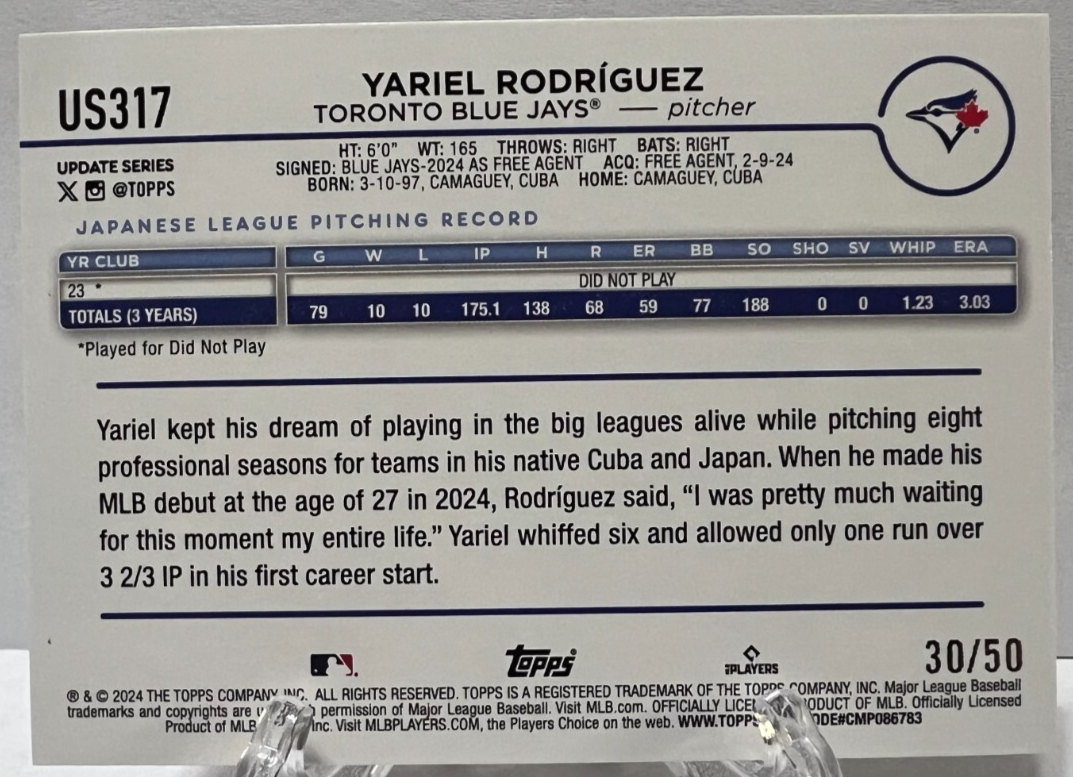 US317
YARIEL RODRÍGUEZ
TORONTO BLUE JAYS® — pitcher
UPDATE SERIES
@TOPPS
HT: 6'0" WT: 165 THROWS: RIGHT BATS: RIGHT
SIGNED: BLUE JAYS-2024 AS FREE AGENT ACQ: FREE AGENT, 2-9-24
BORN: 3-10-97, CAMAGUEY, CUBA HOME: CAMAGUEY, CUBA
JAPANESE LEAGUE PITCHING RECORD
YR CLUB G W L IP H R ER BB SO SHO SV WHIP ERA
23 * DID NOT PLAY
TOTALS (3 YEARS) 79 10 10 175.1 138 68 59 77 188 0 0 1.23 3.03
*Played for Did Not Play
Yariel kept his dream of playing in the big leagues alive while pitching eight
professional seasons for teams in his native Cuba and Japan. When he made his
MLB debut at the age of 27 in 2024, Rodríguez said, “I was pretty much waiting
for this moment my entire life.” Yariel whiffed six and allowed only one run over
3 2/3 IP in his first career start.
topps
PLAYERS
30/50
® & © 2024 THE TOPPS COMPANY, INC. ALL RIGHTS RESERVED. TOPPS IS A REGISTERED TRADEMARK OF THE TOPPS COMPANY, INC. Major League Baseball
trademarks and copyrights are permission of Major League Baseball. Visit MLB.com. OFFICIALLY PRODUCT OF MLB. Officially Licensed
Product of MLB Inc. Visit MLBPLAYERS.COM, the Players Choice on the web. WWW.TOPPS ODE#CMP086783